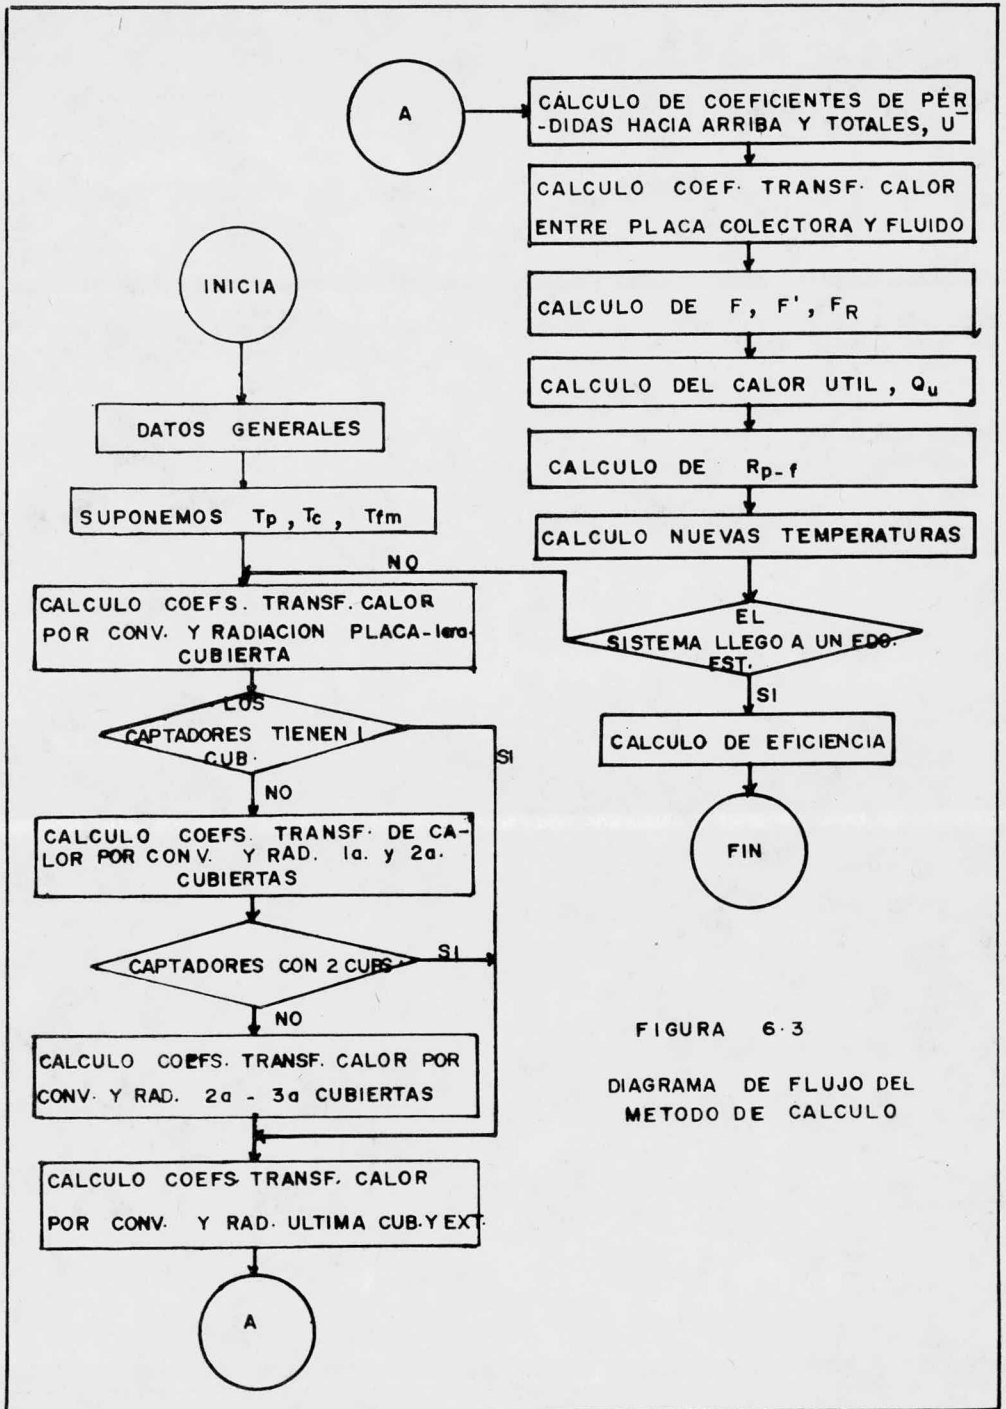 INICIA
DATOS GENERALES
SUPONEMOS Tp, Tc, Tfm
NO
CALCULO COEFS. TRANSF. CALOR
POR CONV. Y RADIACION PLACA-1era.
CUBIERTA
LOS
CAPTADORES TIENEN 1
CUB.
SI
NO
CALCULO COEFS. TRANSF. DE CA-
LOR POR CONV. Y RAD. 1a. y 2a.
CUBIERTAS
CAPTADORES CON 2 CUBS.
SI
NO
CALCULO COEFS. TRANSF. CALOR POR
CONV. Y RAD. 2a - 3a CUBIERTAS
CALCULO COEFS. TRANSF. CALOR
POR CONV. Y RAD. ULTIMA CUB. Y EXT.
A
A
CÁLCULO DE COEFICIENTES DE PÉR
-DIDAS HACIA ARRIBA Y TOTALES, U
CALCULO COEF. TRANSF. CALOR
ENTRE PLACA COLECTORA Y FLUIDO
CALCULO DE F, F', FR
CALCULO DEL CALOR UTIL, Qu
CALCULO DE Rp-f
CALCULO NUEVAS TEMPERATURAS
EL
SISTEMA LLEGO A UN EDO.
EST.
SI
CALCULO DE EFICIENCIA
FIN
FIGURA 6.3
DIAGRAMA DE FLUJO DEL
METODO DE CALCULO